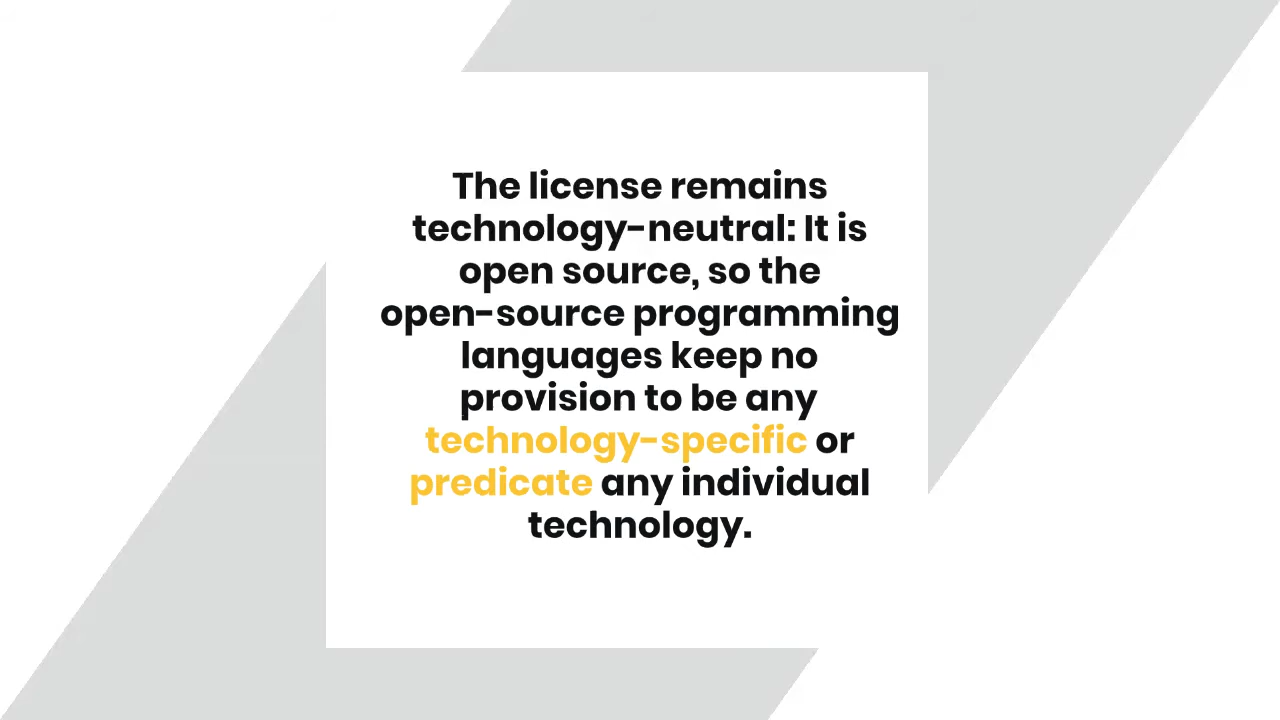 The license remains
technology-neutral: It is
open source, so the
open-source programming
languages keep no
provision to be any
technology-specific or
predicate any individual
technology.